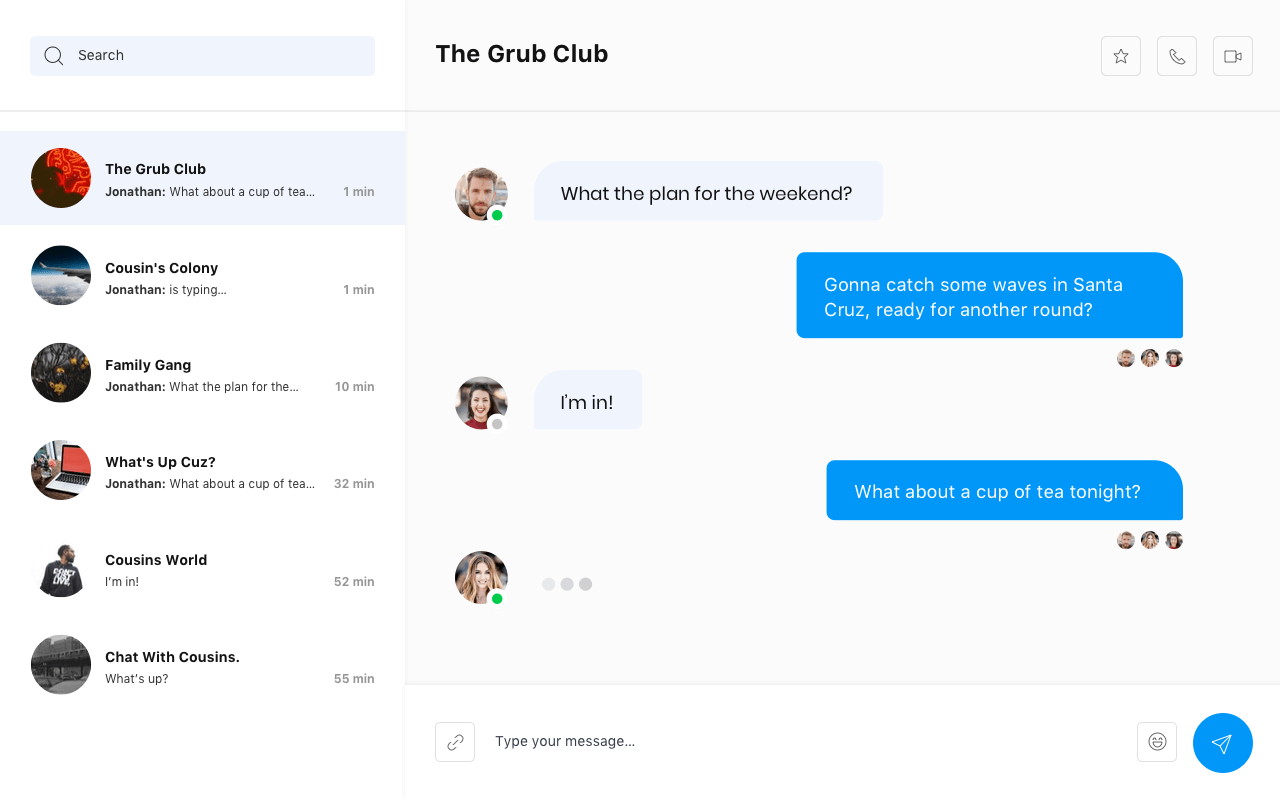 Search
The Grub Club
The Grub Club
Jonathan: What about a cup of tea...
1 min
Cousin's Colony
Jonathan: is typing...
1 min
Family Gang
Jonathan: What the plan for the...
10 min
What's Up Cuz?
Jonathan: What about a cup of tea...
32 min
Cousins World
I’m in!
52 min
Chat With Cousins.
What’s up?
55 min
What the plan for the weekend?
Gonna catch some waves in Santa
Cruz, ready for another round?
I’m in!
What about a cup of tea tonight?
Type your message...